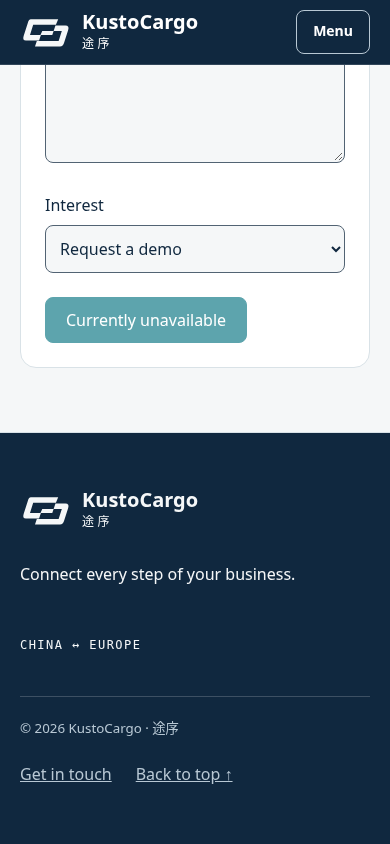 KustoCargo
途序
Menu
Interest
Request a demo
Currently unavailable
KustoCargo
途序
Connect every step of your business.
CHINA ↔ EUROPE
© 2026 KustoCargo · 途序
Get in touch Back to top ↑